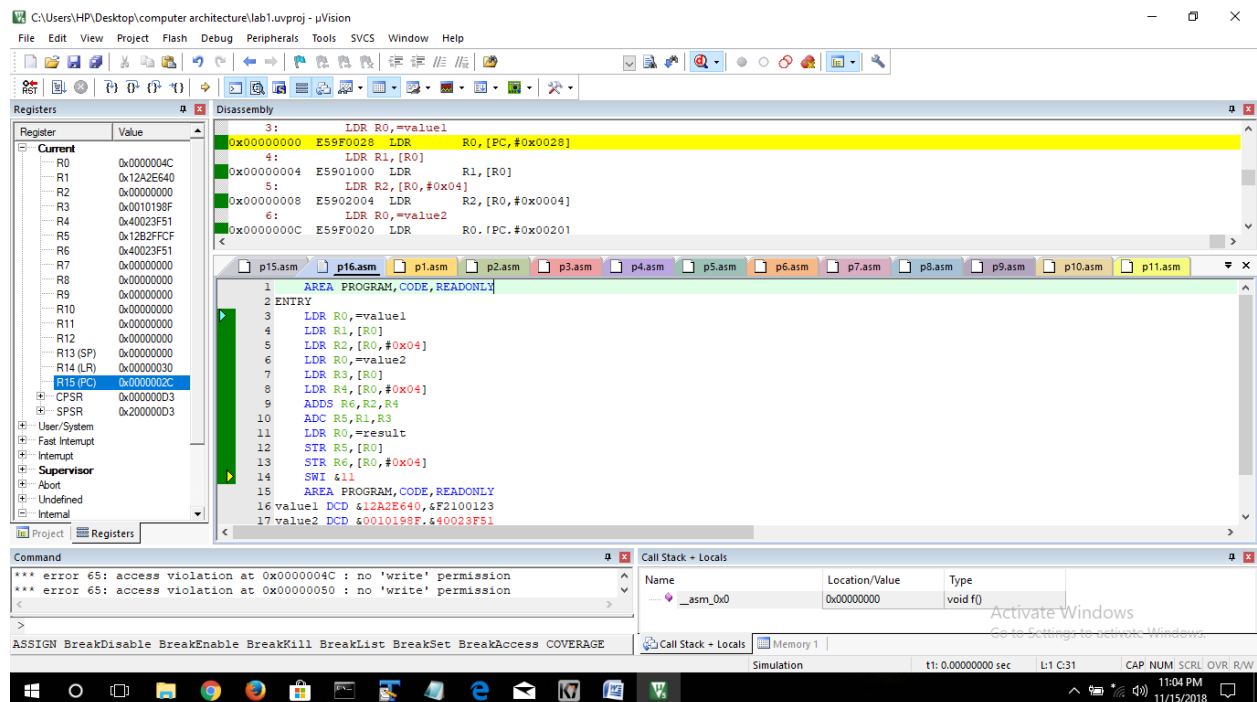 C:\Users\HP\Desktop\computer architecture\lab1.uvproj - µVision
File Edit View Project Flash Debug Peripherals Tools SVCS Window Help
RST
Registers
Disassembly
Register Value
Current
R0 0x0000004C
R1 0x12A2E640
R2 0x00000000
R3 0x0010198F
R4 0x40023F51
R5 0x12B2FFCF
R6 0x40023F51
R7 0x00000000
R8 0x00000000
R9 0x00000000
R10 0x00000000
R11 0x00000000
R12 0x00000000
R13 (SP) 0x00000000
R14 (LR) 0x00000030
R15 (PC) 0x0000002C
CPSR 0x000000D3
SPSR 0x200000D3
User/System
Fast Interrupt
Interrupt
Supervisor
Abort
Undefined
Internal
Project Registers
3: LDR R0,=value1
0x00000000 E59F0028 LDR R0,[PC,#0x0028]
4: LDR R1,[R0]
0x00000004 E5901000 LDR R1,[R0]
5: LDR R2,[R0,#0x04]
0x00000008 E5902004 LDR R2,[R0,#0x0004]
6: LDR R0,=value2
0x0000000C E59F0020 LDR R0,[PC,#0x0020]
p15.asm p16.asm p1.asm p2.asm p3.asm p4.asm p5.asm p6.asm p7.asm p8.asm p9.asm p10.asm p11.asm
1 AREA PROGRAM,CODE,READONLY
2 ENTRY
3 LDR R0,=value1
4 LDR R1,[R0]
5 LDR R2,[R0,#0x04]
6 LDR R0,=value2
7 LDR R3,[R0]
8 LDR R4,[R0,#0x04]
9 ADDS R6,R2,R4
10 ADC R5,R1,R3
11 LDR R0,=result
12 STR R5,[R0]
13 STR R6,[R0,#0x04]
14 SWI &11
15 AREA PROGRAM,CODE,READONLY
16 value1 DCD &12A2E640,&F2100123
17 value2 DCD &0010198F,&40023F51
Command
*** error 65: access violation at 0x0000004C : no 'write' permission
*** error 65: access violation at 0x00000050 : no 'write' permission
>
ASSIGN BreakDisable BreakEnable BreakKill BreakList BreakSet BreakAccess COVERAGE
Call Stack + Locals
Name Location/Value Type
__asm_0x0 0x00000000 void f()
Activate Windows
Go to Settings to activate Windows.
Call Stack + Locals Memory 1
Simulation t1: 0.00000000 sec L:1 C:31 CAP NUM SCRL OVR R/W
11:04 PM
11/15/2018